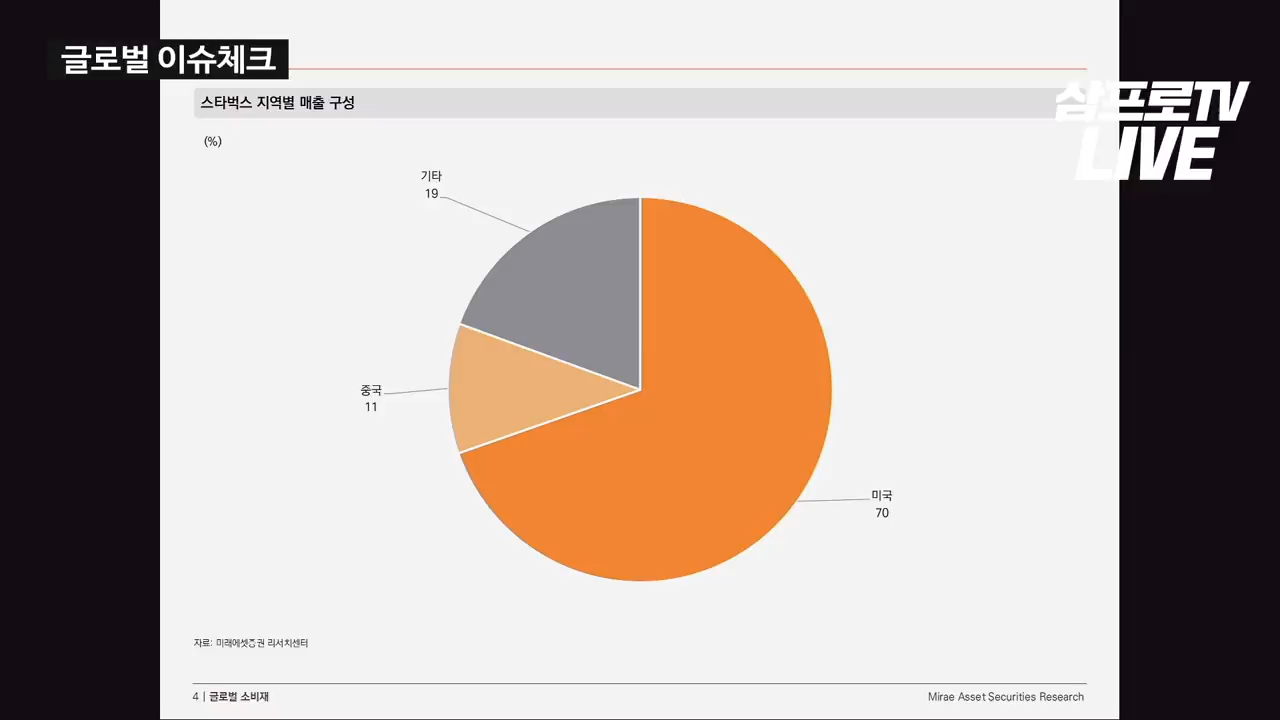 글로벌 이슈체크
삼프로TV
LIVE
스타벅스 지역별 매출 구성
(%)
기타
19
중국
11
미국
70
자료: 미래에셋증권 리서치센터
4 | 글로벌 소비재
Mirae Asset Securities Research